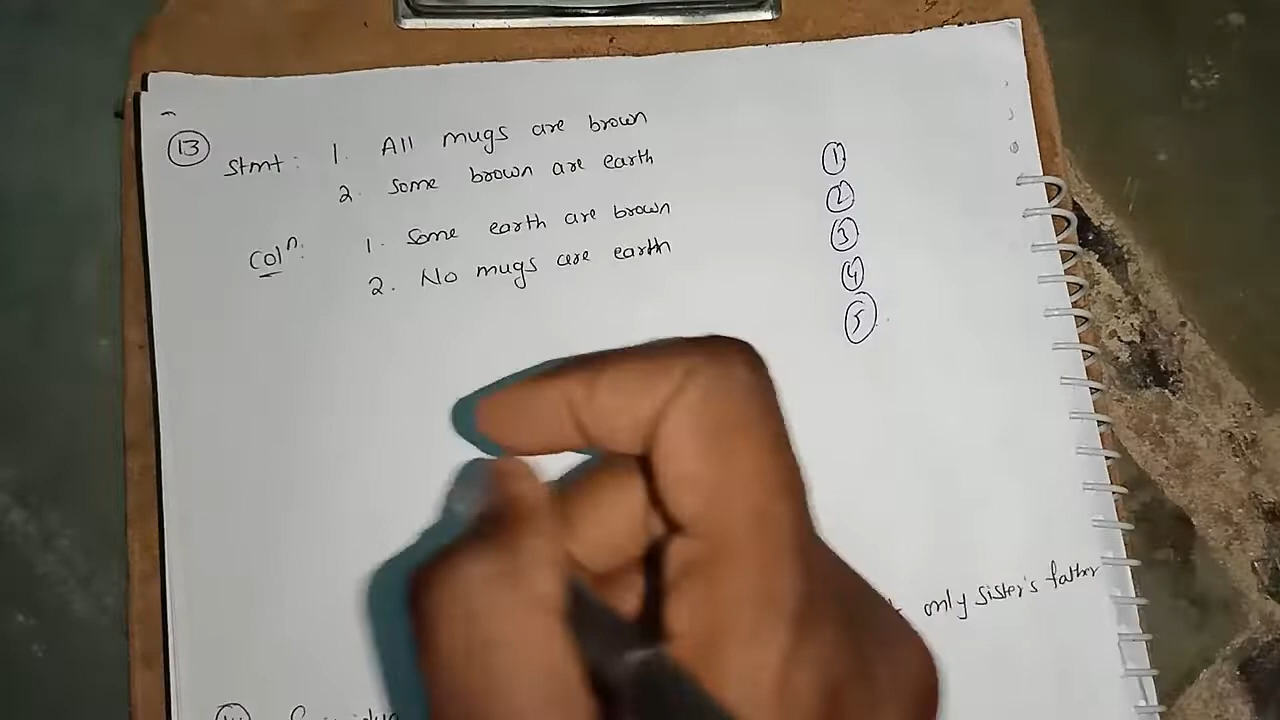 13
Stmt: 1. All mugs are brown
2. Some brown are earth
Colⁿ: 1. Some earth are brown
2. No mugs are earth
1
2
3
4
5
only sister's father